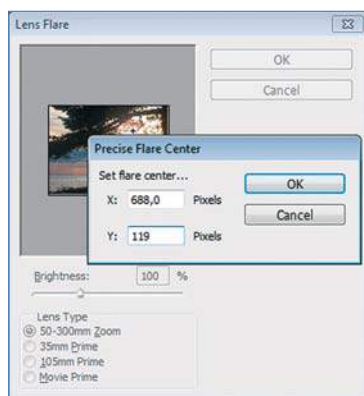 Lens Flare
OK
Cancel
Precise Flare Center
Set flare center...
X: 688,0 Pixels
OK
Cancel
Y: 119 Pixels
Brightness: 100 %
Lens Type
50-300mm Zoom
35mm Prime
105mm Prime
Movie Prime